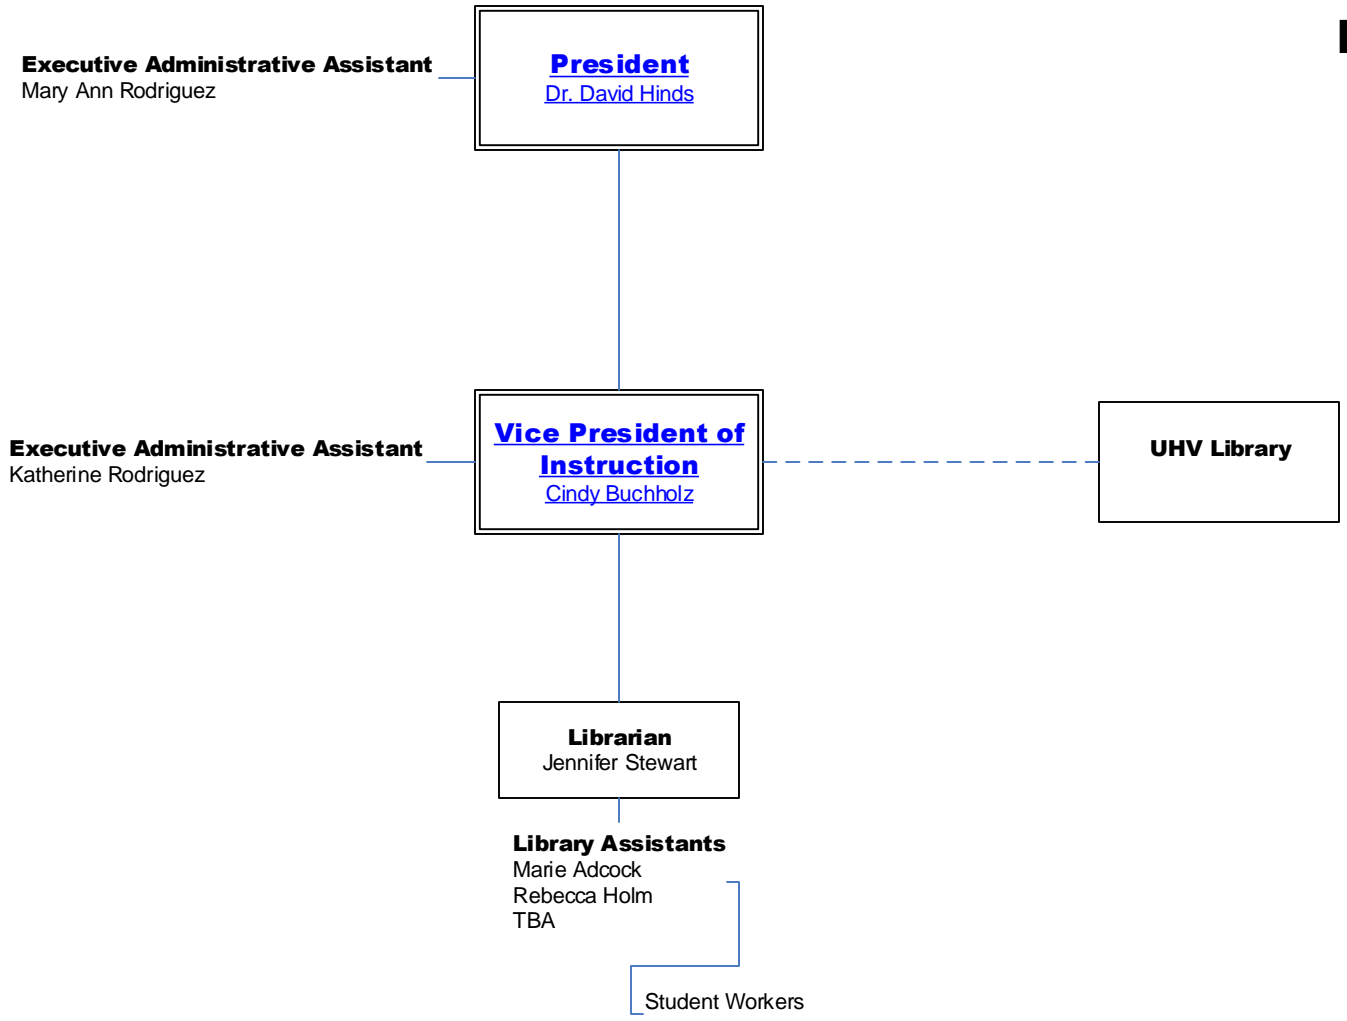 Executive Administrative Assistant
Mary Ann Rodriguez
President
Dr. David Hinds
Executive Administrative Assistant
Katherine Rodriguez
Vice President of
Instruction
Cindy Buchholz
UHV Library
Librarian
Jennifer Stewart
Library Assistants
Marie Adcock
Rebecca Holm
TBA
Student Workers